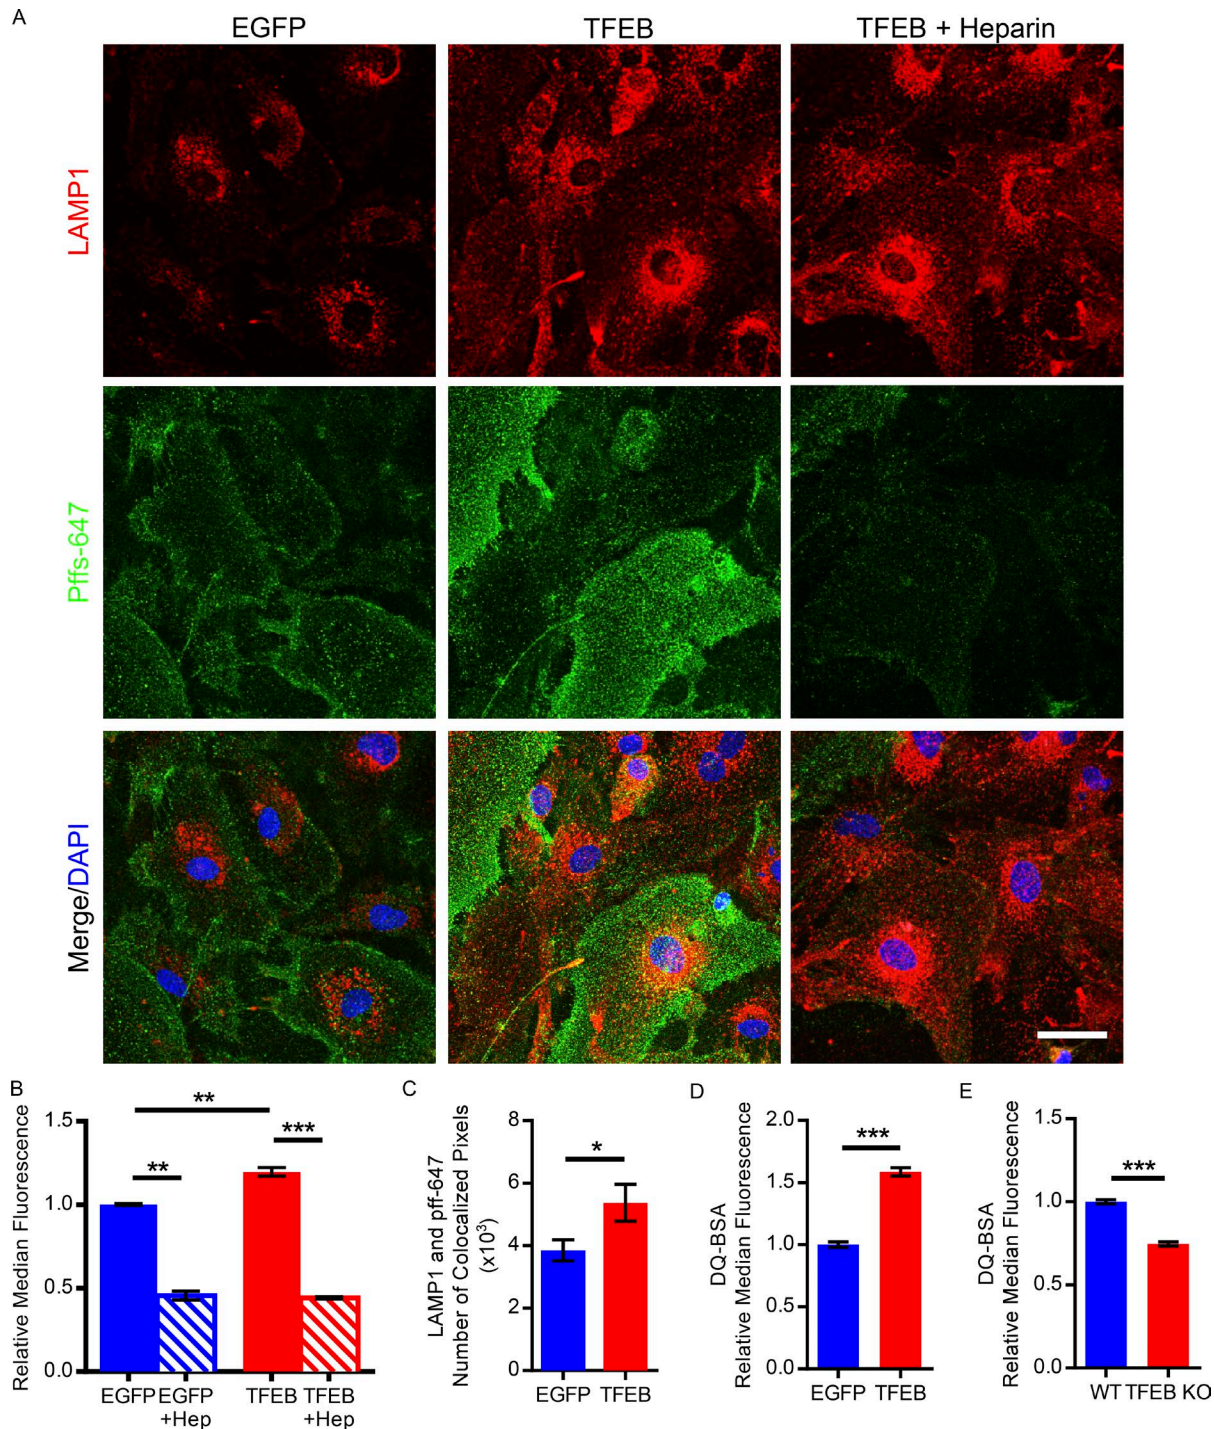 A
EGFP
TFEB
TFEB + Heparin
LAMP1
Pffs-647
Merge/DAPI
B
Relative Median Fluorescence
1.5
1.0
0.5
0.0
**
**
***
EGFP
EGFP
+Hep
TFEB
TFEB
+Hep
C
LAMP1 and pff-647
Number of Colocalized Pixels
(x10³)
8
6
4
2
0
*
EGFP
TFEB
D
DQ-BSA
Relative Median Fluorescence
2.0
1.5
1.0
0.5
0.0
***
EGFP
TFEB
E
DQ-BSA
Relative Median Fluorescence
1.5
1.0
0.5
0.0
***
WT
TFEB KO